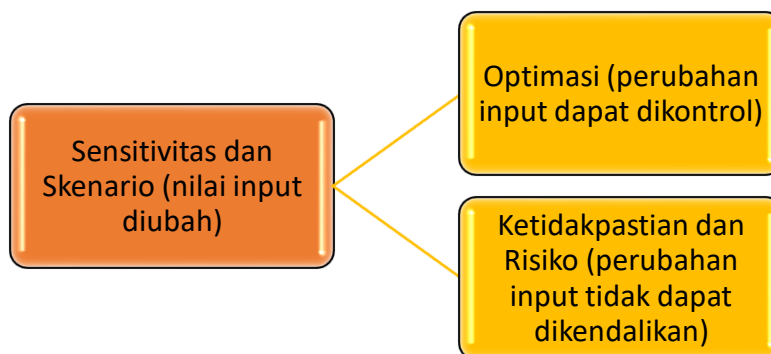 Sensitivitas dan
Skenario (nilai input
diubah)
Optimasi (perubahan
input dapat dikontrol)
Ketidakpastian dan
Risiko (perubahan
input tidak dapat
dikendalikan)